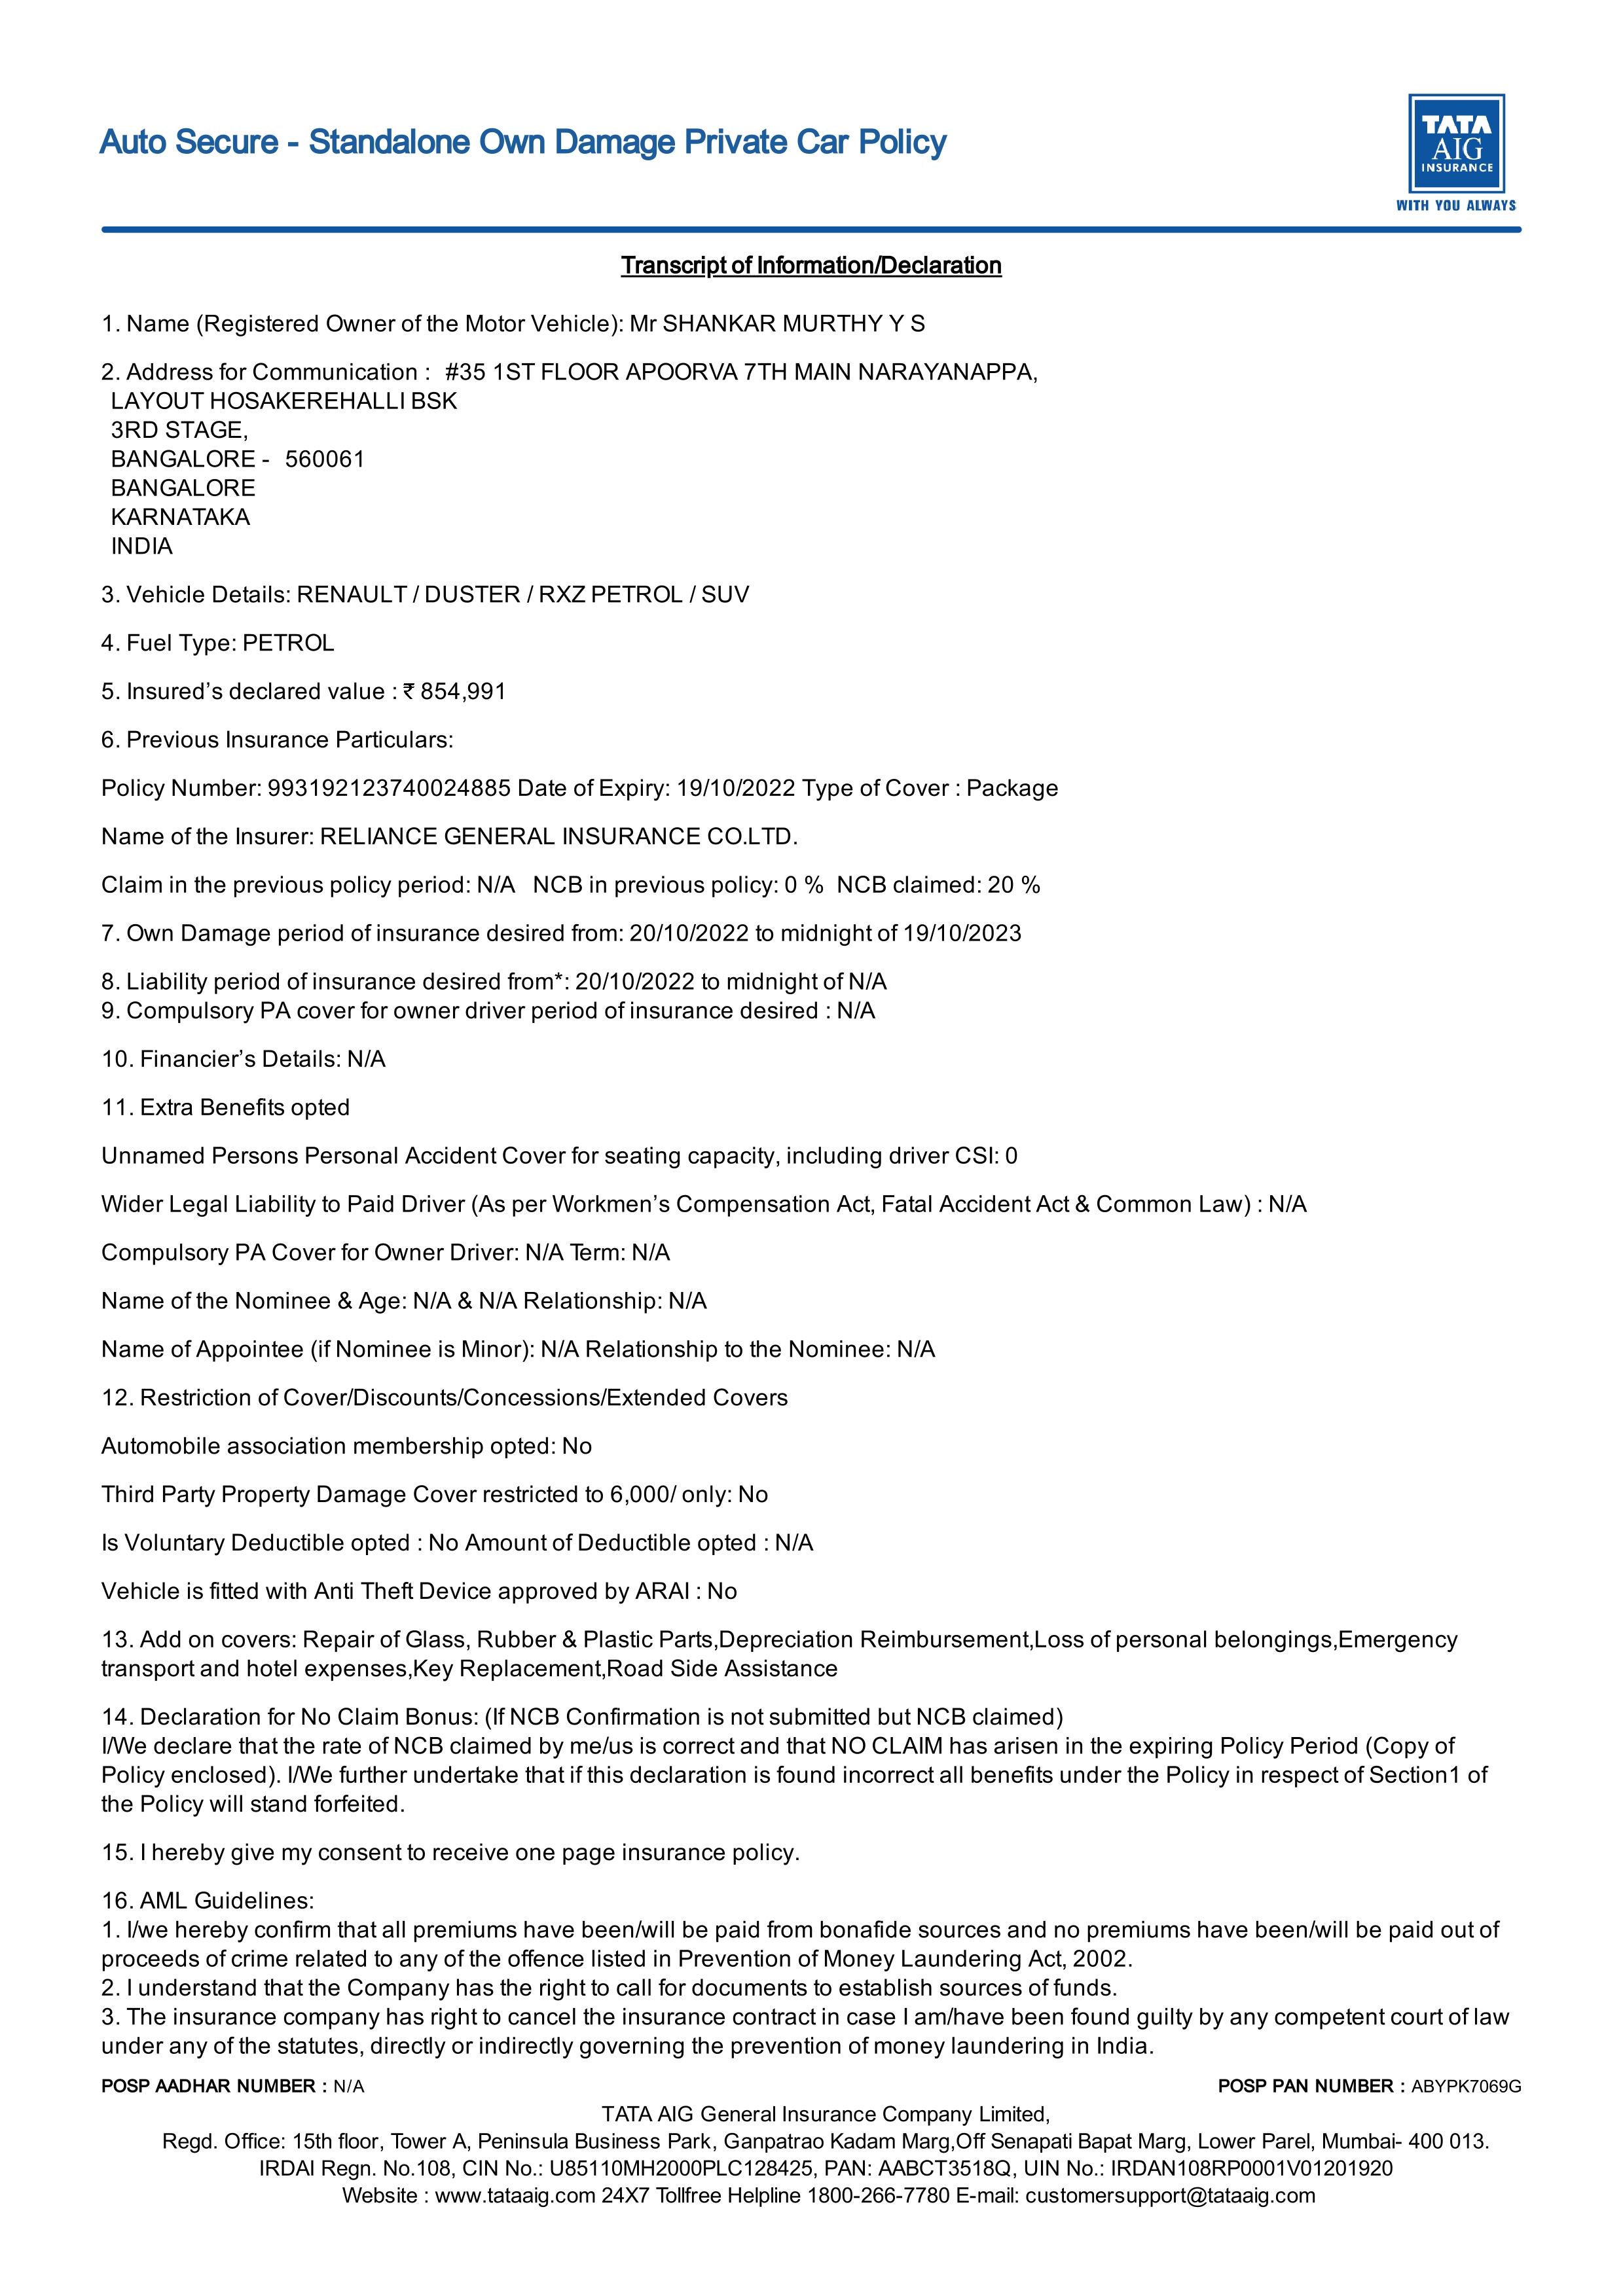 Auto Secure - Standalone Own Damage Private Car Policy
TATA
AIG
INSURANCE
WITH YOU ALWAYS
Transcript of Information/Declaration
1. Name (Registered Owner of the Motor Vehicle): Mr SHANKAR MURTHY Y S
2. Address for Communication : #35 1ST FLOOR APOORVA 7TH MAIN NARAYANAPPA,
LAYOUT HOSAKEREHALLI BSK
3RD STAGE,
BANGALORE - 560061
BANGALORE
KARNATAKA
INDIA
3. Vehicle Details: RENAULT / DUSTER / RXZ PETROL / SUV
4. Fuel Type: PETROL
5. Insured’s declared value : ₹ 854,991
6. Previous Insurance Particulars:
Policy Number: 993192123740024885 Date of Expiry: 19/10/2022 Type of Cover : Package
Name of the Insurer: RELIANCE GENERAL INSURANCE CO.LTD.
Claim in the previous policy period: N/A NCB in previous policy: 0 % NCB claimed: 20 %
7. Own Damage period of insurance desired from: 20/10/2022 to midnight of 19/10/2023
8. Liability period of insurance desired from*: 20/10/2022 to midnight of N/A
9. Compulsory PA cover for owner driver period of insurance desired : N/A
10. Financier’s Details: N/A
11. Extra Benefits opted
Unnamed Persons Personal Accident Cover for seating capacity, including driver CSI: 0
Wider Legal Liability to Paid Driver (As per Workmen’s Compensation Act, Fatal Accident Act & Common Law) : N/A
Compulsory PA Cover for Owner Driver: N/A Term: N/A
Name of the Nominee & Age: N/A & N/A Relationship: N/A
Name of Appointee (if Nominee is Minor): N/A Relationship to the Nominee: N/A
12. Restriction of Cover/Discounts/Concessions/Extended Covers
Automobile association membership opted: No
Third Party Property Damage Cover restricted to 6,000/ only: No
Is Voluntary Deductible opted : No Amount of Deductible opted : N/A
Vehicle is fitted with Anti Theft Device approved by ARAI : No
13. Add on covers: Repair of Glass, Rubber & Plastic Parts,Depreciation Reimbursement,Loss of personal belongings,Emergency
transport and hotel expenses,Key Replacement,Road Side Assistance
14. Declaration for No Claim Bonus: (If NCB Confirmation is not submitted but NCB claimed)
I/We declare that the rate of NCB claimed by me/us is correct and that NO CLAIM has arisen in the expiring Policy Period (Copy of
Policy enclosed). I/We further undertake that if this declaration is found incorrect all benefits under the Policy in respect of Section1 of
the Policy will stand forfeited.
15. I hereby give my consent to receive one page insurance policy.
16. AML Guidelines:
1. I/we hereby confirm that all premiums have been/will be paid from bonafide sources and no premiums have been/will be paid out of
proceeds of crime related to any of the offence listed in Prevention of Money Laundering Act, 2002.
2. I understand that the Company has the right to call for documents to establish sources of funds.
3. The insurance company has right to cancel the insurance contract in case I am/have been found guilty by any competent court of law
under any of the statutes, directly or indirectly governing the prevention of money laundering in India.
POSP AADHAR NUMBER : N/A POSP PAN NUMBER : ABYPK7069G
TATA AIG General Insurance Company Limited,
Regd. Office: 15th floor, Tower A, Peninsula Business Park, Ganpatrao Kadam Marg,Off Senapati Bapat Marg, Lower Parel, Mumbai- 400 013.
IRDAI Regn. No.108, CIN No.: U85110MH2000PLC128425, PAN: AABCT3518Q, UIN No.: IRDAN108RP0001V01201920
Website : www.tataaig.com 24X7 Tollfree Helpline 1800-266-7780 E-mail: customersupport@tataaig.com